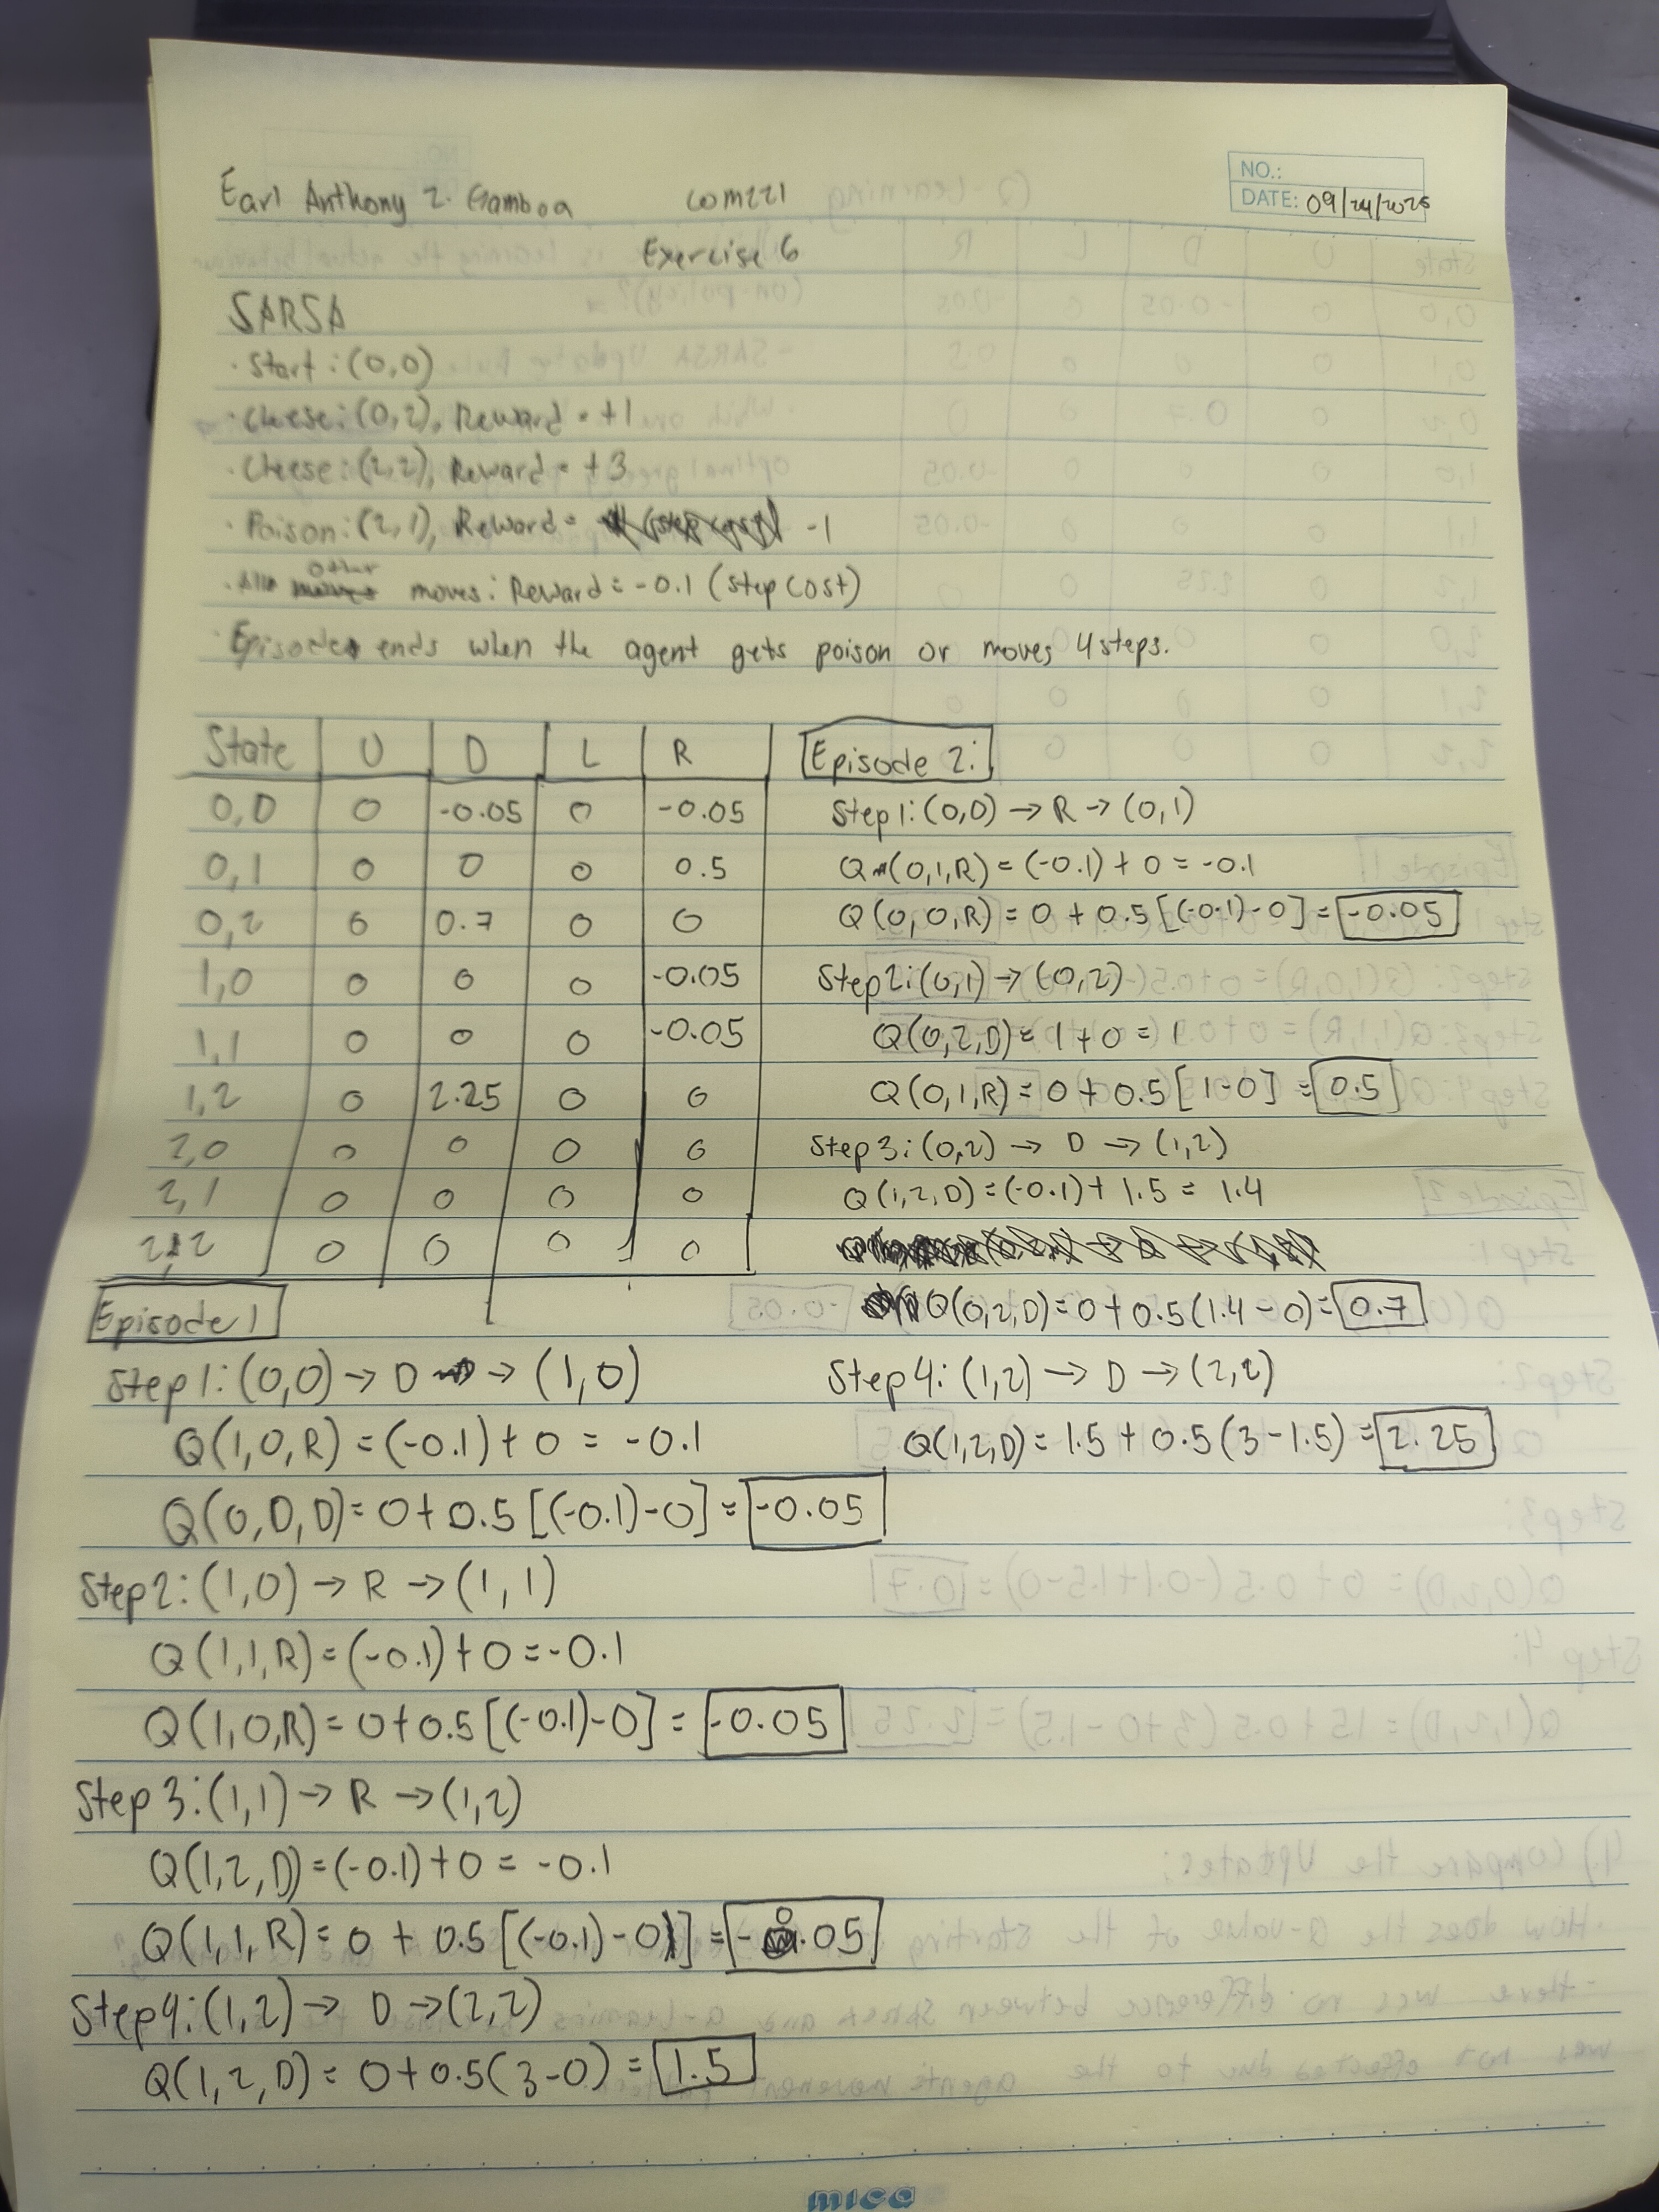 Earl Anthony Z. Gamboa
com221
NO.:
DATE: 09/24/2025
Exercise 6
SARSA
· Start: (0,0)
· Cheese: (0,2), Reward = +1
· Cheese: (2,2), Reward = +3
· Poison: (2,1), Reward = -1
· All other moves: Reward = -0.1 (step cost)
· Episode ends when the agent gets poison or moves 4 steps.
State U D L R
0,0 0 -0.05 0 -0.05
0,1 0 0 0 0.5
0,2 0 0.7 0 0
1,0 0 0 0 -0.05
1,1 0 0 0 -0.05
1,2 0 2.25 0 0
2,0 0 0 0 0
2,1 0 0 0 0
2,2 0 0 0 0
Episode 1
Step 1: (0,0) → D → (1,0)
Q(1,0,R) = (-0.1) + 0 = -0.1
Q(0,0,D) = 0 + 0.5 [(-0.1) - 0] = -0.05
Step 2: (1,0) → R → (1,1)
Q(1,1,R) = (-0.1) + 0 = -0.1
Q(1,0,R) = 0 + 0.5 [(-0.1) - 0] = -0.05
Step 3: (1,1) → R → (1,2)
Q(1,2,D) = (-0.1) + 0 = -0.1
Q(1,1,R) = 0 + 0.5 [(-0.1) - 0] = -0.05
Step 4: (1,2) → D → (2,2)
Q(1,2,D) = 0 + 0.5 (3 - 0) = 1.5
Episode 2:
Step 1: (0,0) → R → (0,1)
Q(0,1,R) = (-0.1) + 0 = -0.1
Q(0,0,R) = 0 + 0.5 [(-0.1) - 0] = -0.05
Step 2: (0,1) → (0,2)
Q(0,2,D) = 1 + 0 = 1
Q(0,1,R) = 0 + 0.5 [1 - 0] = 0.5
Step 3: (0,2) → D → (1,2)
Q(1,2,D) = (-0.1) + 1.5 = 1.4
Q(0,2,D) = 0 + 0.5 (1.4 - 0) = 0.7
Step 4: (1,2) → D → (2,2)
Q(1,2,D) = 1.5 + 0.5 (3 - 1.5) = 2.25
mica